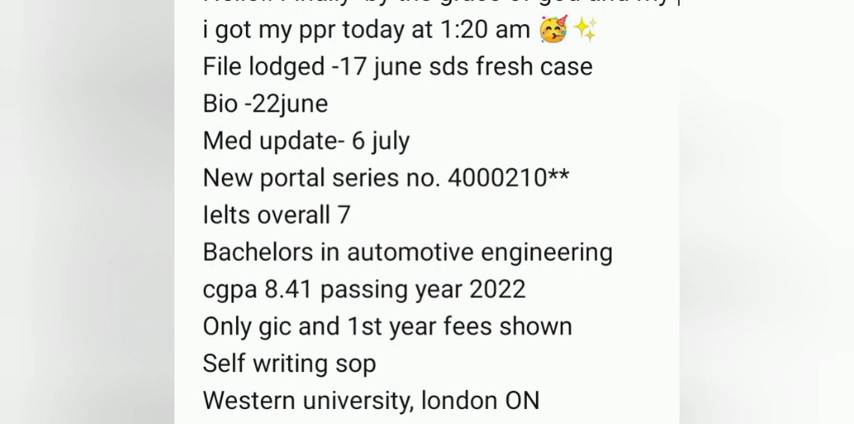 i got my ppr today at 1:20 am 🥳✨
File lodged -17 june sds fresh case
Bio -22june
Med update- 6 july
New portal series no. 4000210**
Ielts overall 7
Bachelors in automotive engineering
cgpa 8.41 passing year 2022
Only gic and 1st year fees shown
Self writing sop
Western university, london ON